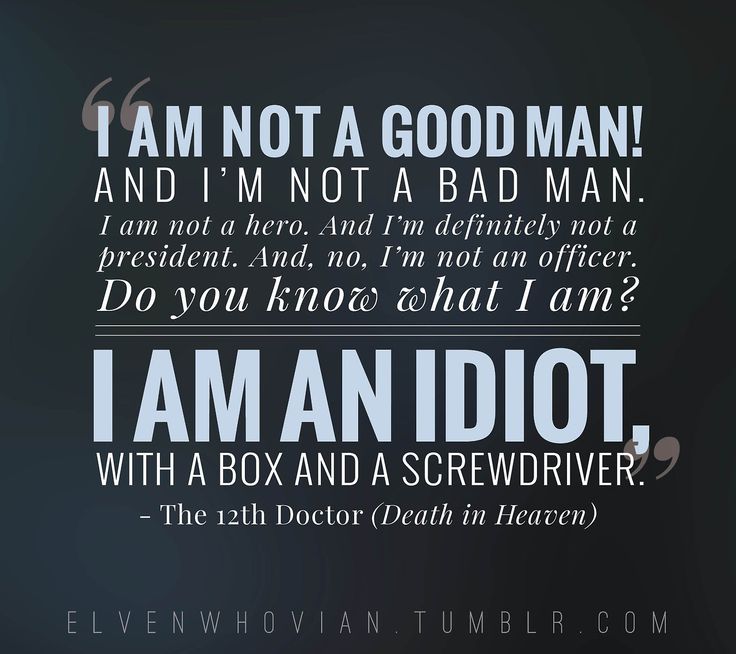 “I AM NOT A GOOD MAN!
AND I’M NOT A BAD MAN.
I am not a hero. And I’m definitely not a
president. And, no, I’m not an officer.
Do you know what I am?
I AM AN IDIOT,
WITH A BOX AND A SCREWDRIVER.”
- The 12th Doctor (Death in Heaven)
ELVENWHOVIAN.TUMBLR.COM